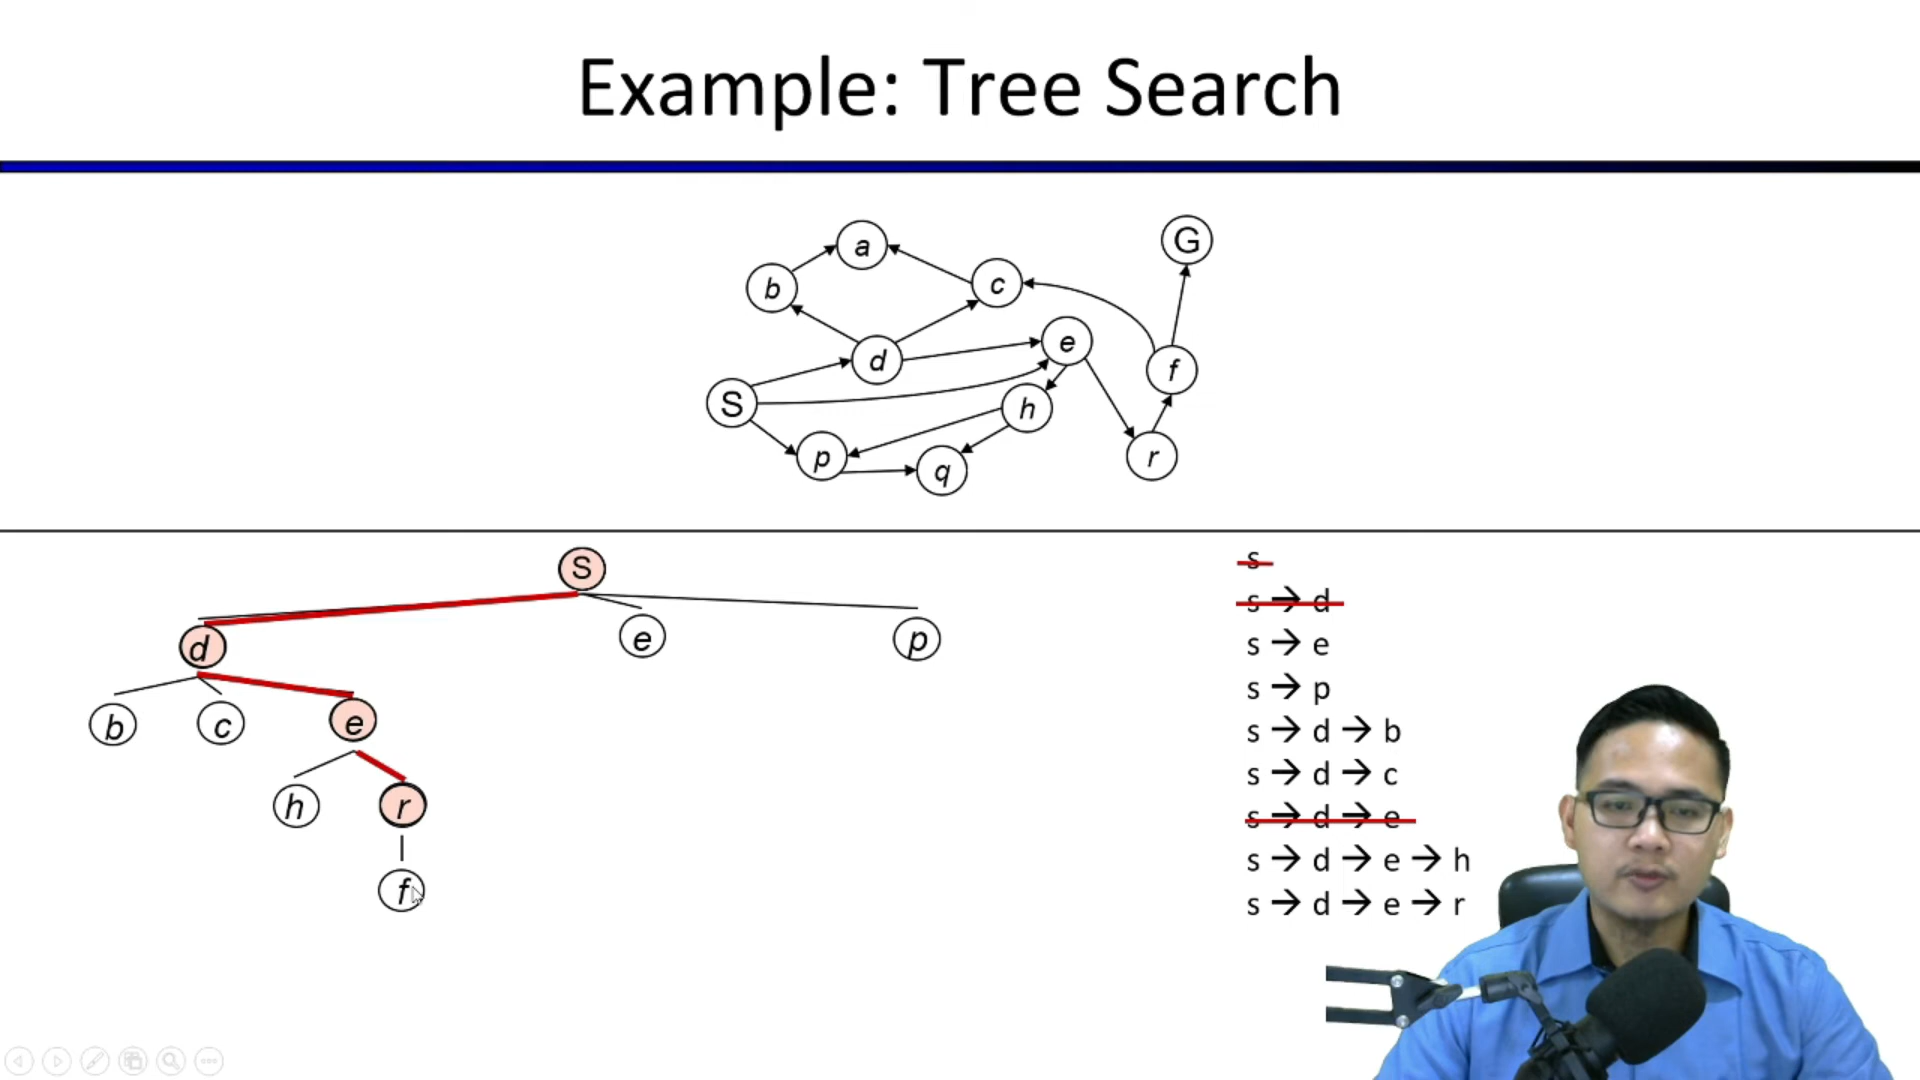 Example: Tree Search
a
G
b
c
e
d
f
S
h
p
q
r
S
d
e
p
b
c
e
h
r
f
s
s → d
s → e
s → p
s → d → b
s → d → c
s → d → e
s → d → e → h
s → d → e → r